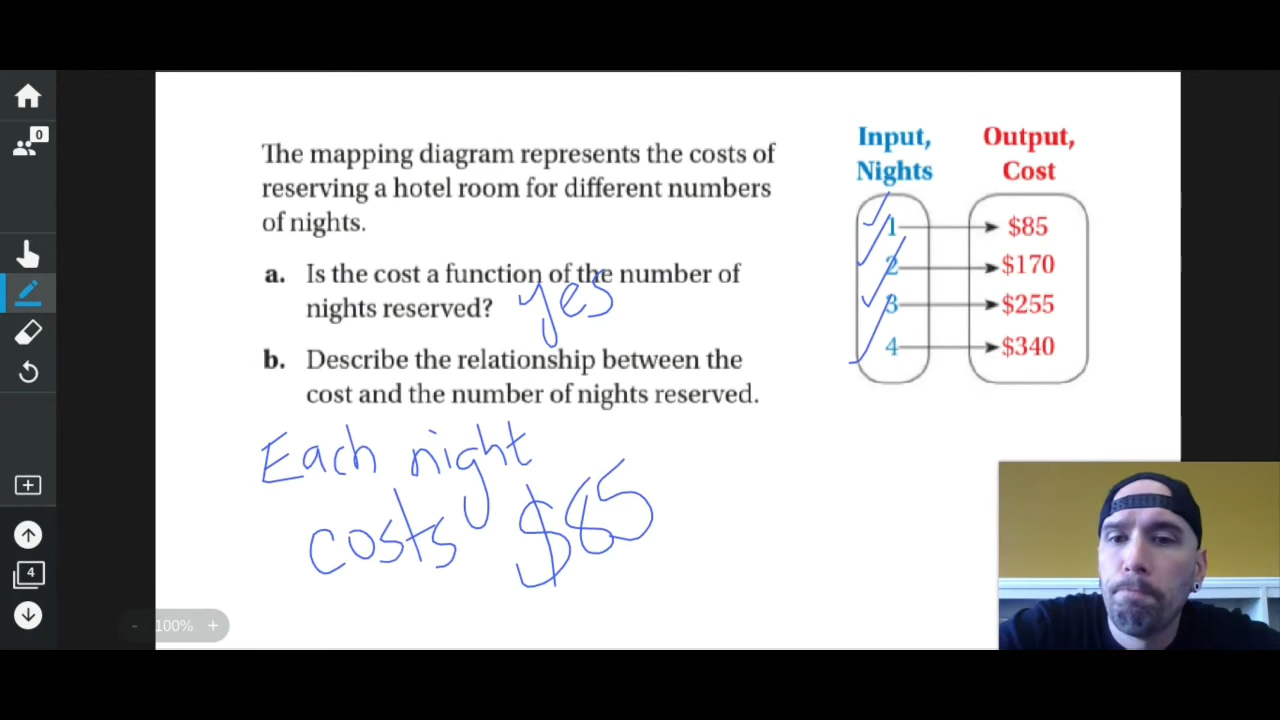 0
The mapping diagram represents the costs of
reserving a hotel room for different numbers
of nights.
a. Is the cost a function of the number of
nights reserved? yes
b. Describe the relationship between the
cost and the number of nights reserved.
Each night
costs $85
Input,
Nights
Output,
Cost
1 $85
2 $170
3 $255
4 $340
4
- 100% +